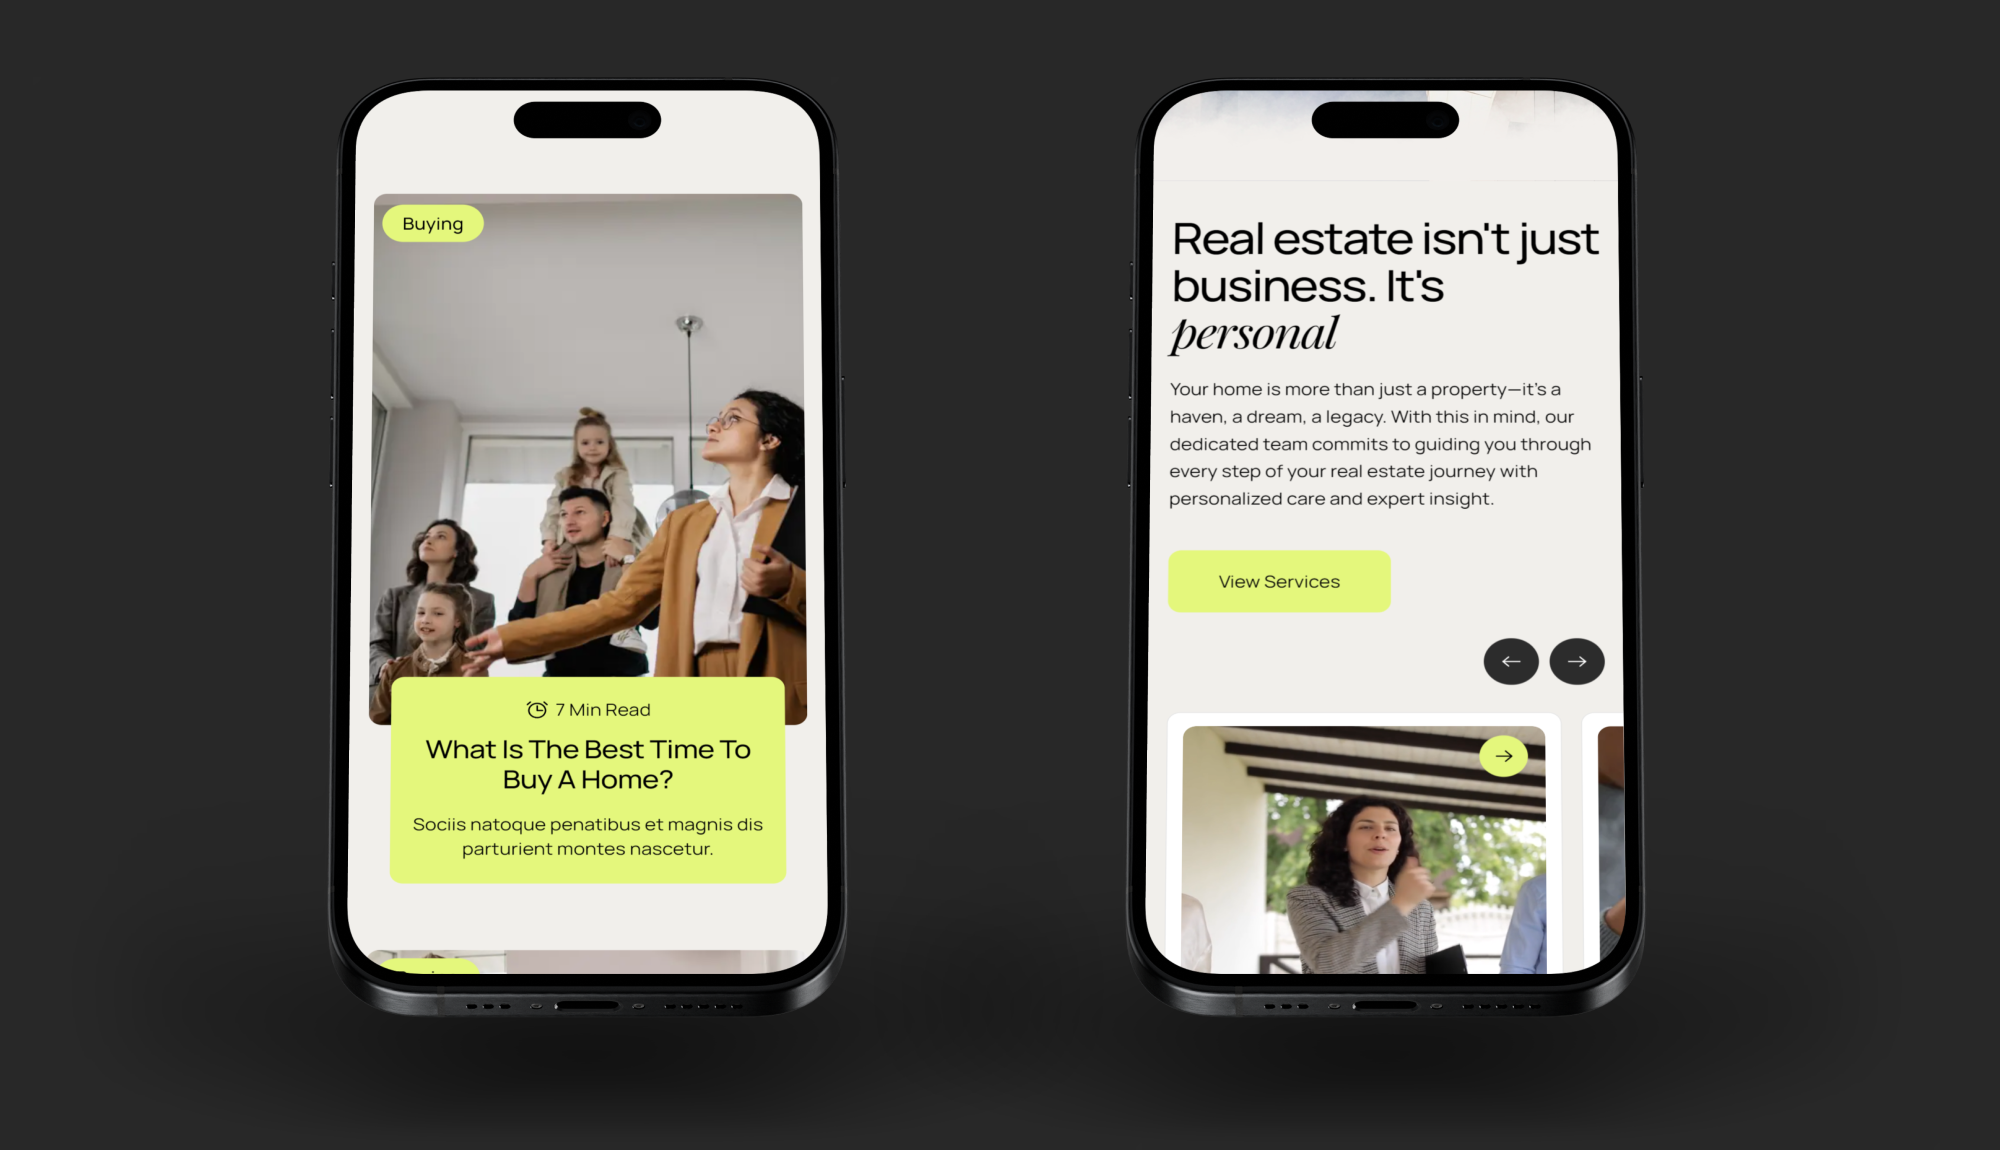 Buying
7 Min Read
What Is The Best Time To
Buy A Home?
Sociis natoque penatibus et magnis dis
parturient montes nascetur.
Real estate isn't just
business. It's
personal
Your home is more than just a property—it's a
haven, a dream, a legacy. With this in mind, our
dedicated team commits to guiding you through
every step of your real estate journey with
personalized care and expert insight.
View Services